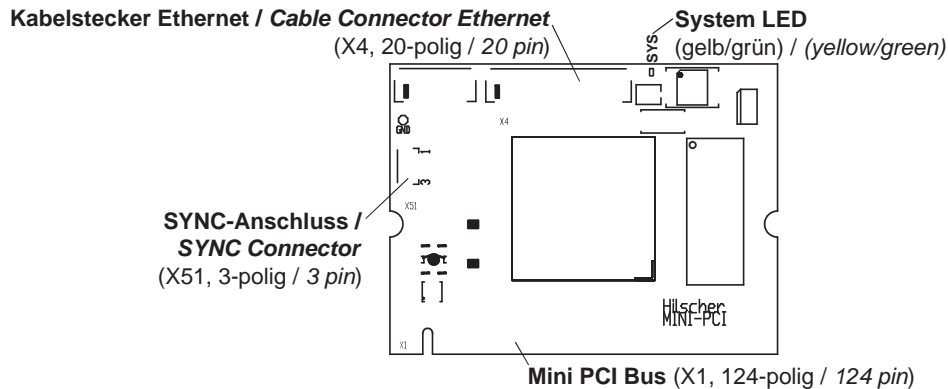 Kabelstecker Ethernet / Cable Connector Ethernet
(X4, 20-polig / 20 pin)
System LED
(gelb/grün) / (yellow/green)
SYS
GND
X4
1
3
X51
SYNC-Anschluss /
SYNC Connector
(X51, 3-polig / 3 pin)
Hilscher
MINI-PCI
X1
Mini PCI Bus (X1, 124-polig / 124 pin)